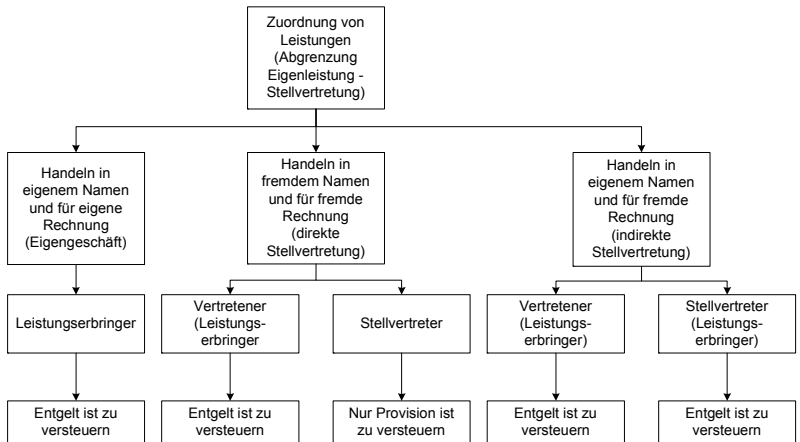 Zuordnung von
Leistungen
(Abgrenzung
Eigenleistung -
Stellvertretung)
Handeln in
eigenem Namen
und für eigene
Rechnung
(Eigengeschäft)
Handeln in
fremdem Namen
und für fremde
Rechnung
(direkte
Stellvertretung)
Handeln in
eigenem Namen
und für fremde
Rechnung
(indirekte
Stellvertretung)
Leistungserbringer
Vertretener
(Leistungs-
erbringer
Stellvertreter
Vertretener
(Leistungs-
erbringer)
Stellvertreter
(Leistungs-
erbringer)
Entgelt ist zu
versteuern
Entgelt ist zu
versteuern
Nur Provision ist
zu versteuern
Entgelt ist zu
versteuern
Entgelt ist zu
versteuern